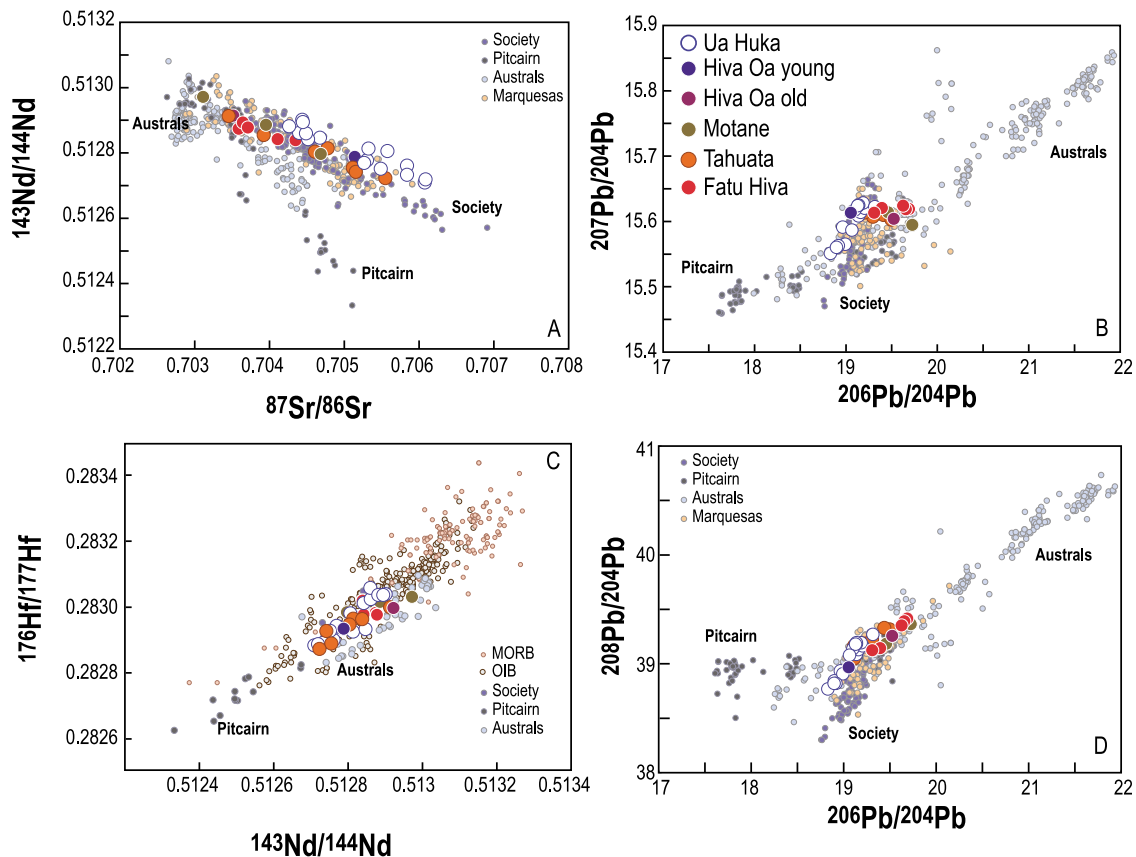 0.5132
0.5130
0.5128
0.5126
0.5124
0.5122
143Nd/144Nd
Society
Pitcairn
Australs
Marquesas
Australs
Society
Pitcairn
A
0.702
0.703
0.704
0.705
0.706
0.707
0.708
87Sr/86Sr
15.9
15.8
15.7
15.6
15.5
15.4
207Pb/204Pb
Ua Huka
Hiva Oa young
Hiva Oa old
Motane
Tahuata
Fatu Hiva
Australs
Pitcairn
Society
B
17
18
19
20
21
22
206Pb/204Pb
0.2834
0.2832
0.2830
0.2828
0.2826
176Hf/177Hf
C
MORB
OIB
Society
Pitcairn
Australs
Australs
Pitcairn
0.5124
0.5126
0.5128
0.513
0.5132
0.5134
143Nd/144Nd
41
40
39
38
208Pb/204Pb
Society
Pitcairn
Australs
Marquesas
Australs
Pitcairn
Society
D
17
18
19
20
21
22
206Pb/204Pb